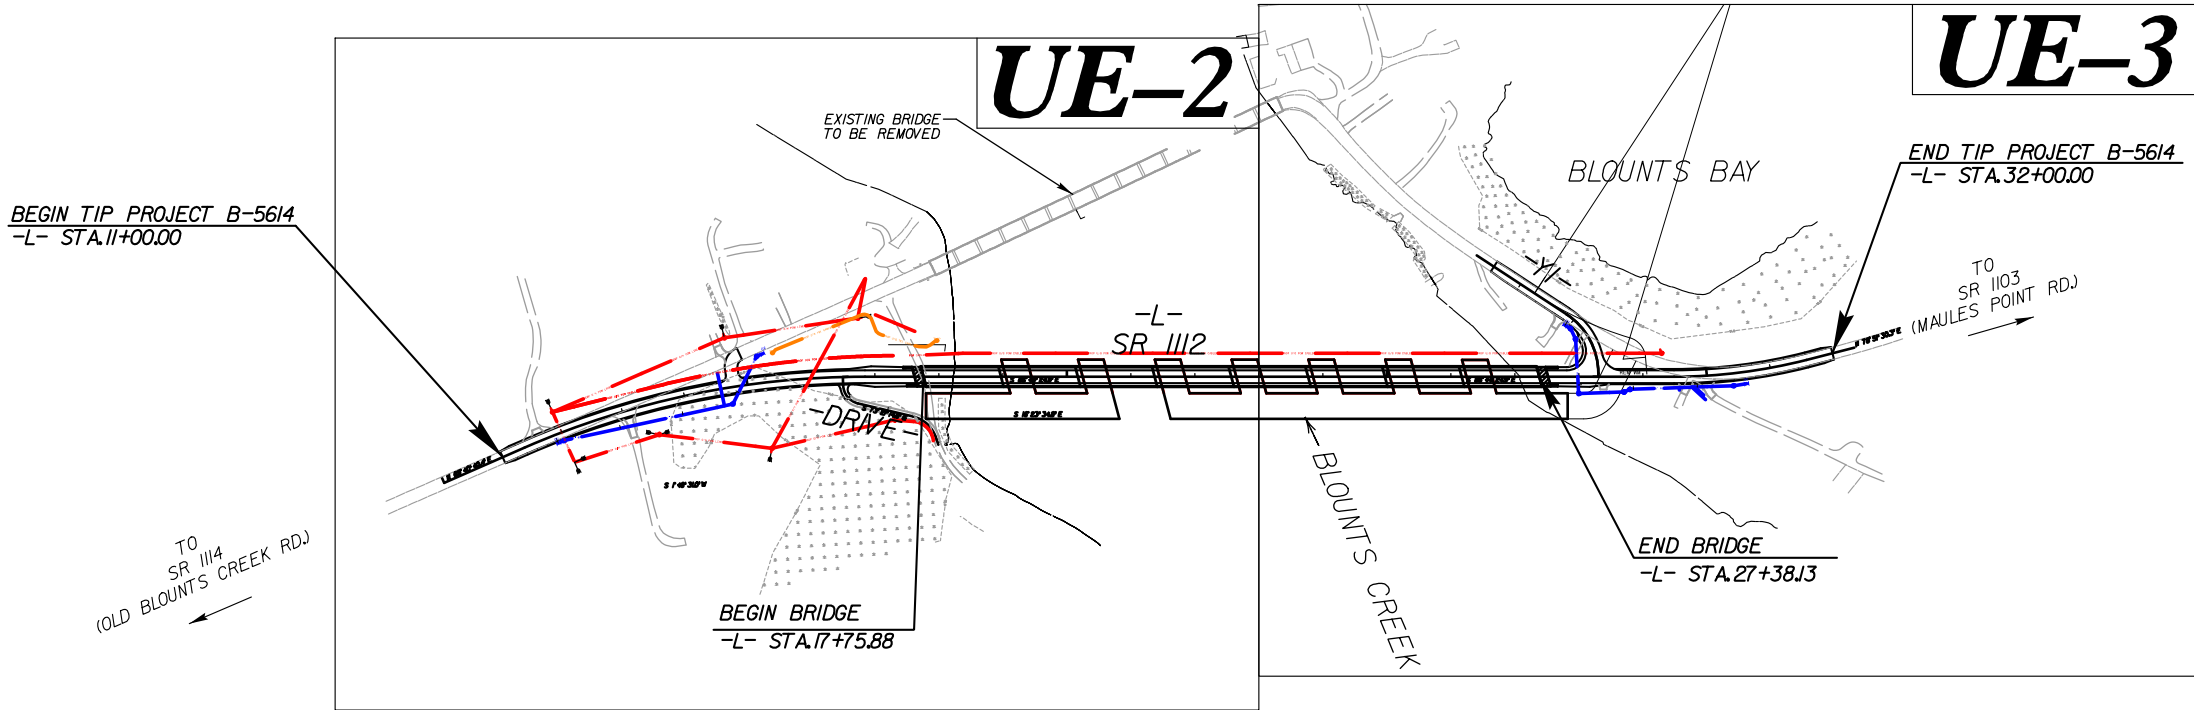 UE-2
UE-3
EXISTING BRIDGE
TO BE REMOVED
BLOUNTS BAY
END TIP PROJECT B-5614
-L- STA.32+00.00
BEGIN TIP PROJECT B-5614
-L- STA.11+00.00
-Y1-
TO
SR 1103
(MAULES POINT RD.)
-L-
SR 1112
-DRIVE-
BLOUNTS CREEK
TO
SR 1114
(OLD BLOUNTS CREEK RD.)
BEGIN BRIDGE
-L- STA.17+75.88
END BRIDGE
-L- STA.27+38.13